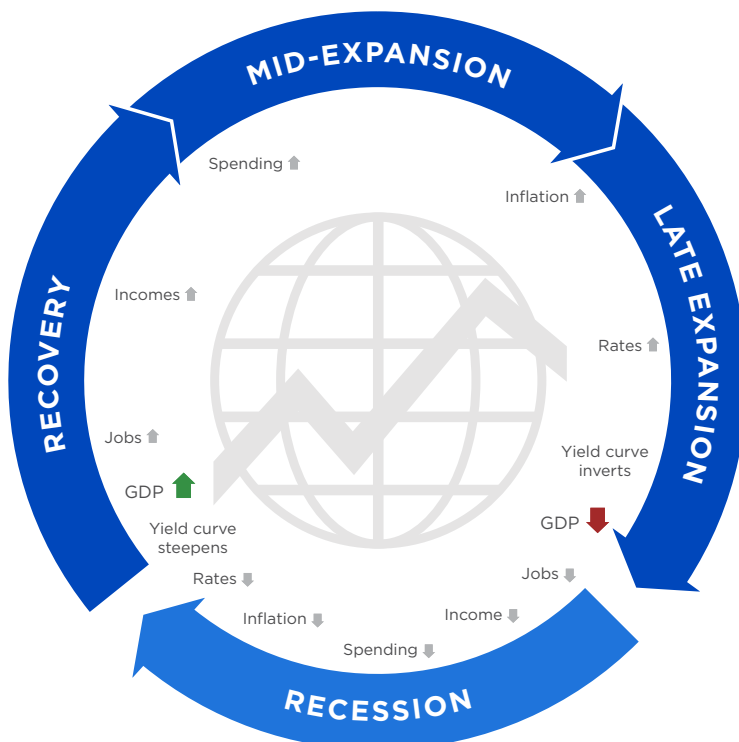 MID-EXPANSION
LATE EXPANSION
RECESSION
RECOVERY
Spending
Inflation
Incomes
Rates
Jobs
Yield curve
inverts
GDP
GDP
Yield curve
steepens
Jobs
Rates
Income
Inflation
Spending